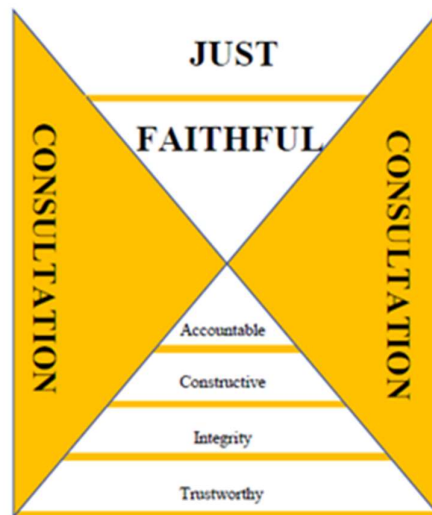 JUST
FAITHFUL
CONSULTATION
CONSULTATION
Accountable
Constructive
Integrity
Trustworthy